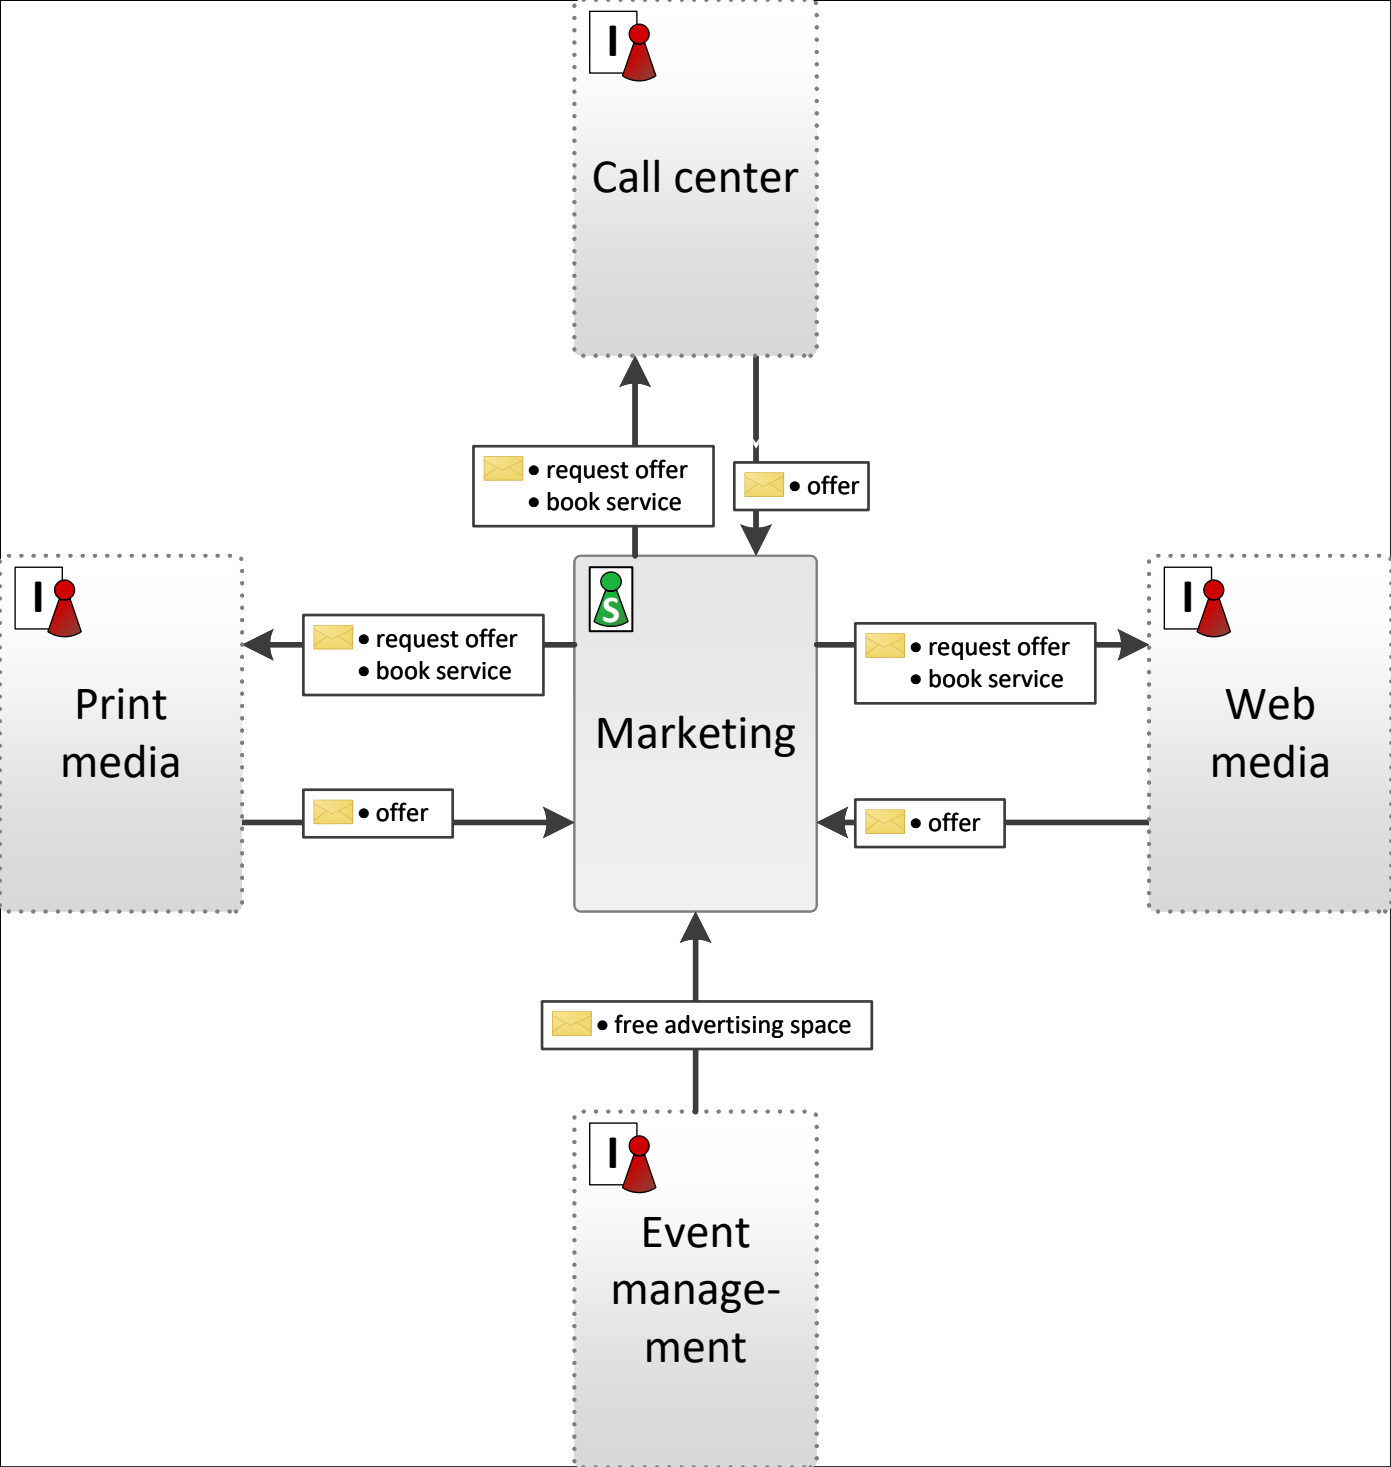 I
Call center
• request offer
• book service
• offer
I
S
I
• request offer
• book service
• request offer
• book service
Print
media
Marketing
Web
media
• offer
• offer
• free advertising space
I
Event
manage-
ment